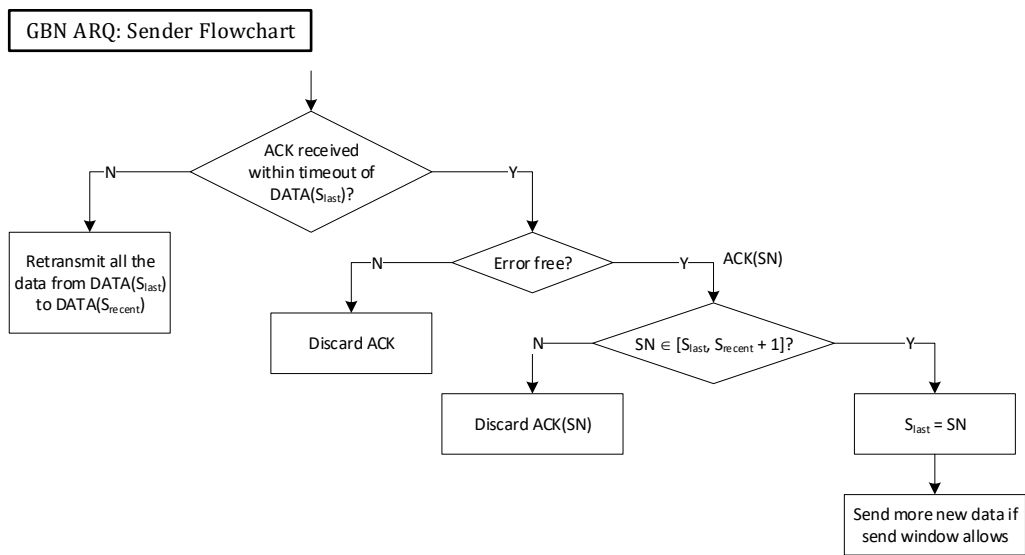 GBN ARQ: Sender Flowchart
ACK received
within timeout of
DATA(Slast)?
N
Y
Retransmit all the
data from DATA(Slast)
to DATA(Srecent)
Error free?
N
Y
ACK(SN)
Discard ACK
SN ∈ [Slast, Srecent + 1]?
N
Y
Discard ACK(SN)
Slast = SN
Send more new data if
send window allows